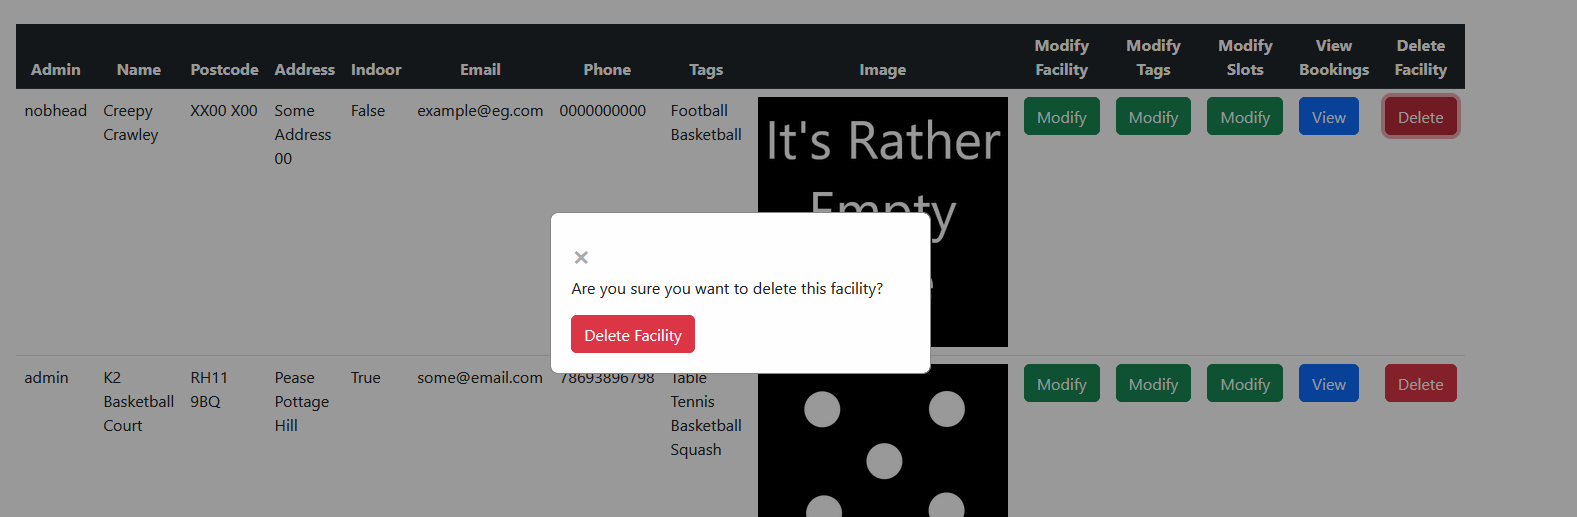 Admin Name Postcode Address Indoor Email Phone Tags Image Modify Facility Modify Tags Modify Slots View Bookings Delete Facility
nobhead Creepy Crawley XX00 X00 Some Address 00 False example@eg.com 0000000000 Football Basketball
It's Rather
Empty
Modify Modify Modify View Delete
×
Are you sure you want to delete this facility?
Delete Facility
admin K2 Basketball Court RH11 9BQ Pease Pottage Hill True some@email.com 78693896798 Table Tennis Basketball Squash
Modify Modify Modify View Delete